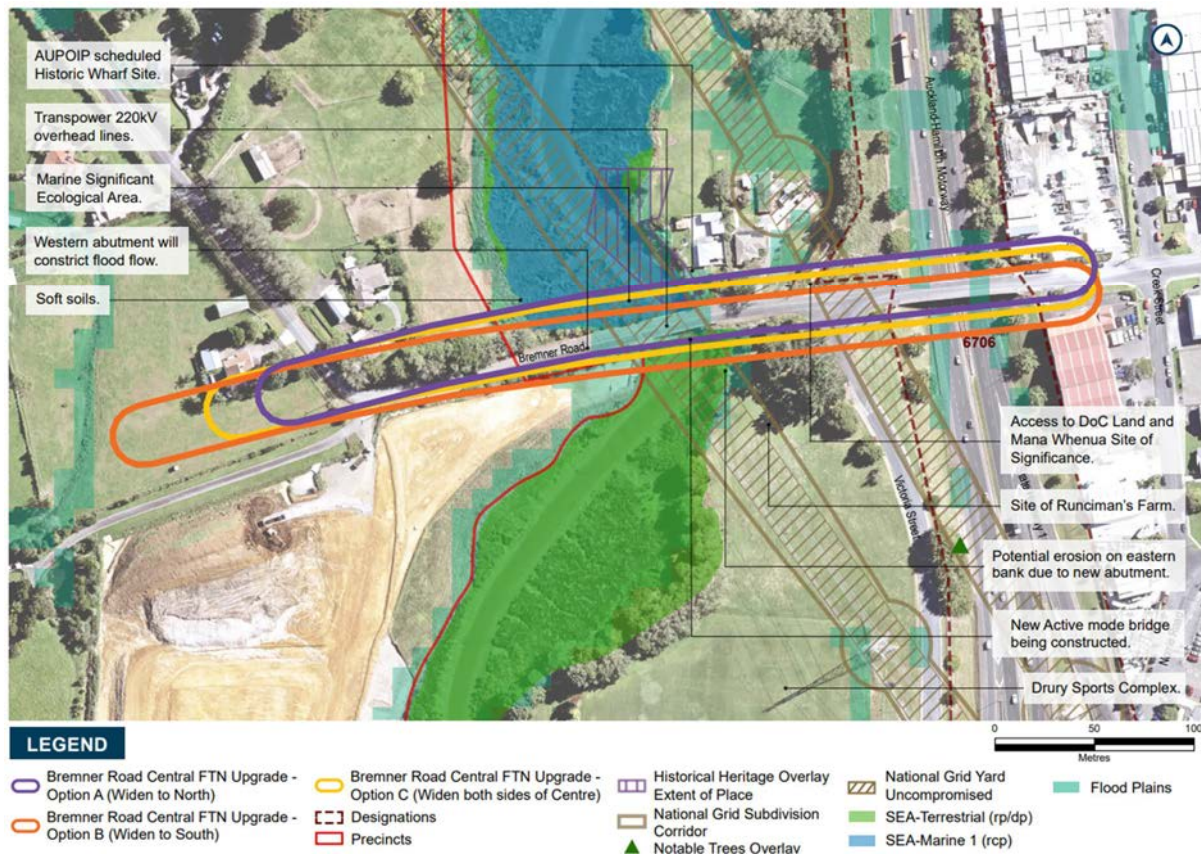 AUPOIP scheduled
Historic Wharf Site.
Transpower 220kV
overhead lines.
Marine Significant
Ecological Area.
Western abutment will
constrict flood flow.
Soft soils.
Auckland-Hamilton Motorway
Creek Street
Bremner Road
6706
Victoria Street
Access to DoC Land and
Mana Whenua Site of
Significance.
Site of Runciman's Farm.
Potential erosion on eastern
bank due to new abutment.
New Active mode bridge
being constructed.
Drury Sports Complex.
0 50 100
Metres
LEGEND
Bremner Road Central FTN Upgrade -
Option A (Widen to North)
Bremner Road Central FTN Upgrade -
Option B (Widen to South)
Bremner Road Central FTN Upgrade -
Option C (Widen both sides of Centre)
Designations
Precincts
Historical Heritage Overlay
Extent of Place
National Grid Subdivision
Corridor
Notable Trees Overlay
National Grid Yard
Uncompromised
SEA-Terrestrial (rp/dp)
SEA-Marine 1 (rcp)
Flood Plains